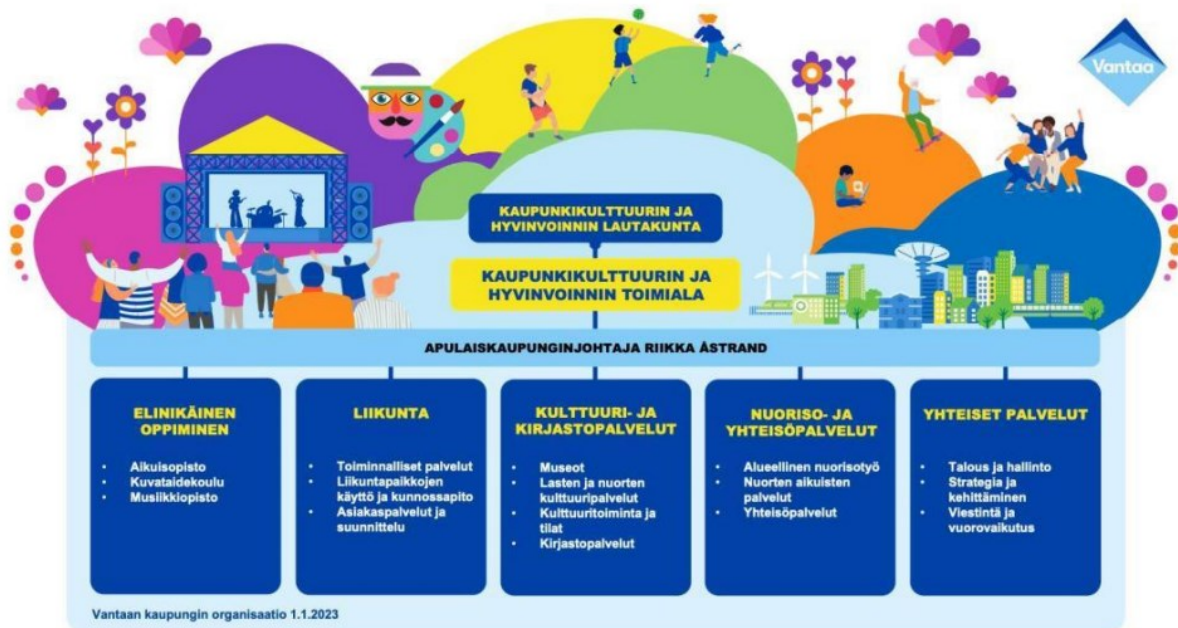 Vantaa
KAUPUNKIKULTTUURIN JA
HYVINVOINNIN LAUTAKUNTA
KAUPUNKIKULTTUURIN JA
HYVINVOINNIN TOIMIALA
APULAISKAUPUNGINJOHTAJA RIIKKA ÅSTRAND
ELINIKÄINEN
OPPIMINEN
• Aikuisopisto
• Kuvataidekoulu
• Musiikkiopisto
LIIKUNTA
• Toiminnalliset palvelut
• Liikuntapaikkojen
käyttö ja kunnossapito
• Asiakaspalvelut ja
suunnittelu
KULTTUURI- JA
KIRJASTOPALVELUT
• Museot
• Lasten ja nuorten
kulttuuripalvelut
• Kulttuuritoiminta ja
tilat
• Kirjastopalvelut
NUORISO- JA
YHTEISÖPALVELUT
• Alueellinen nuorisotyö
• Nuorten aikuisten
palvelut
• Yhteisöpalvelut
YHTEISET PALVELUT
• Talous ja hallinto
• Strategia ja
kehittäminen
• Viestintä ja
vuorovaikutus
Vantaan kaupungin organisaatio 1.1.2023